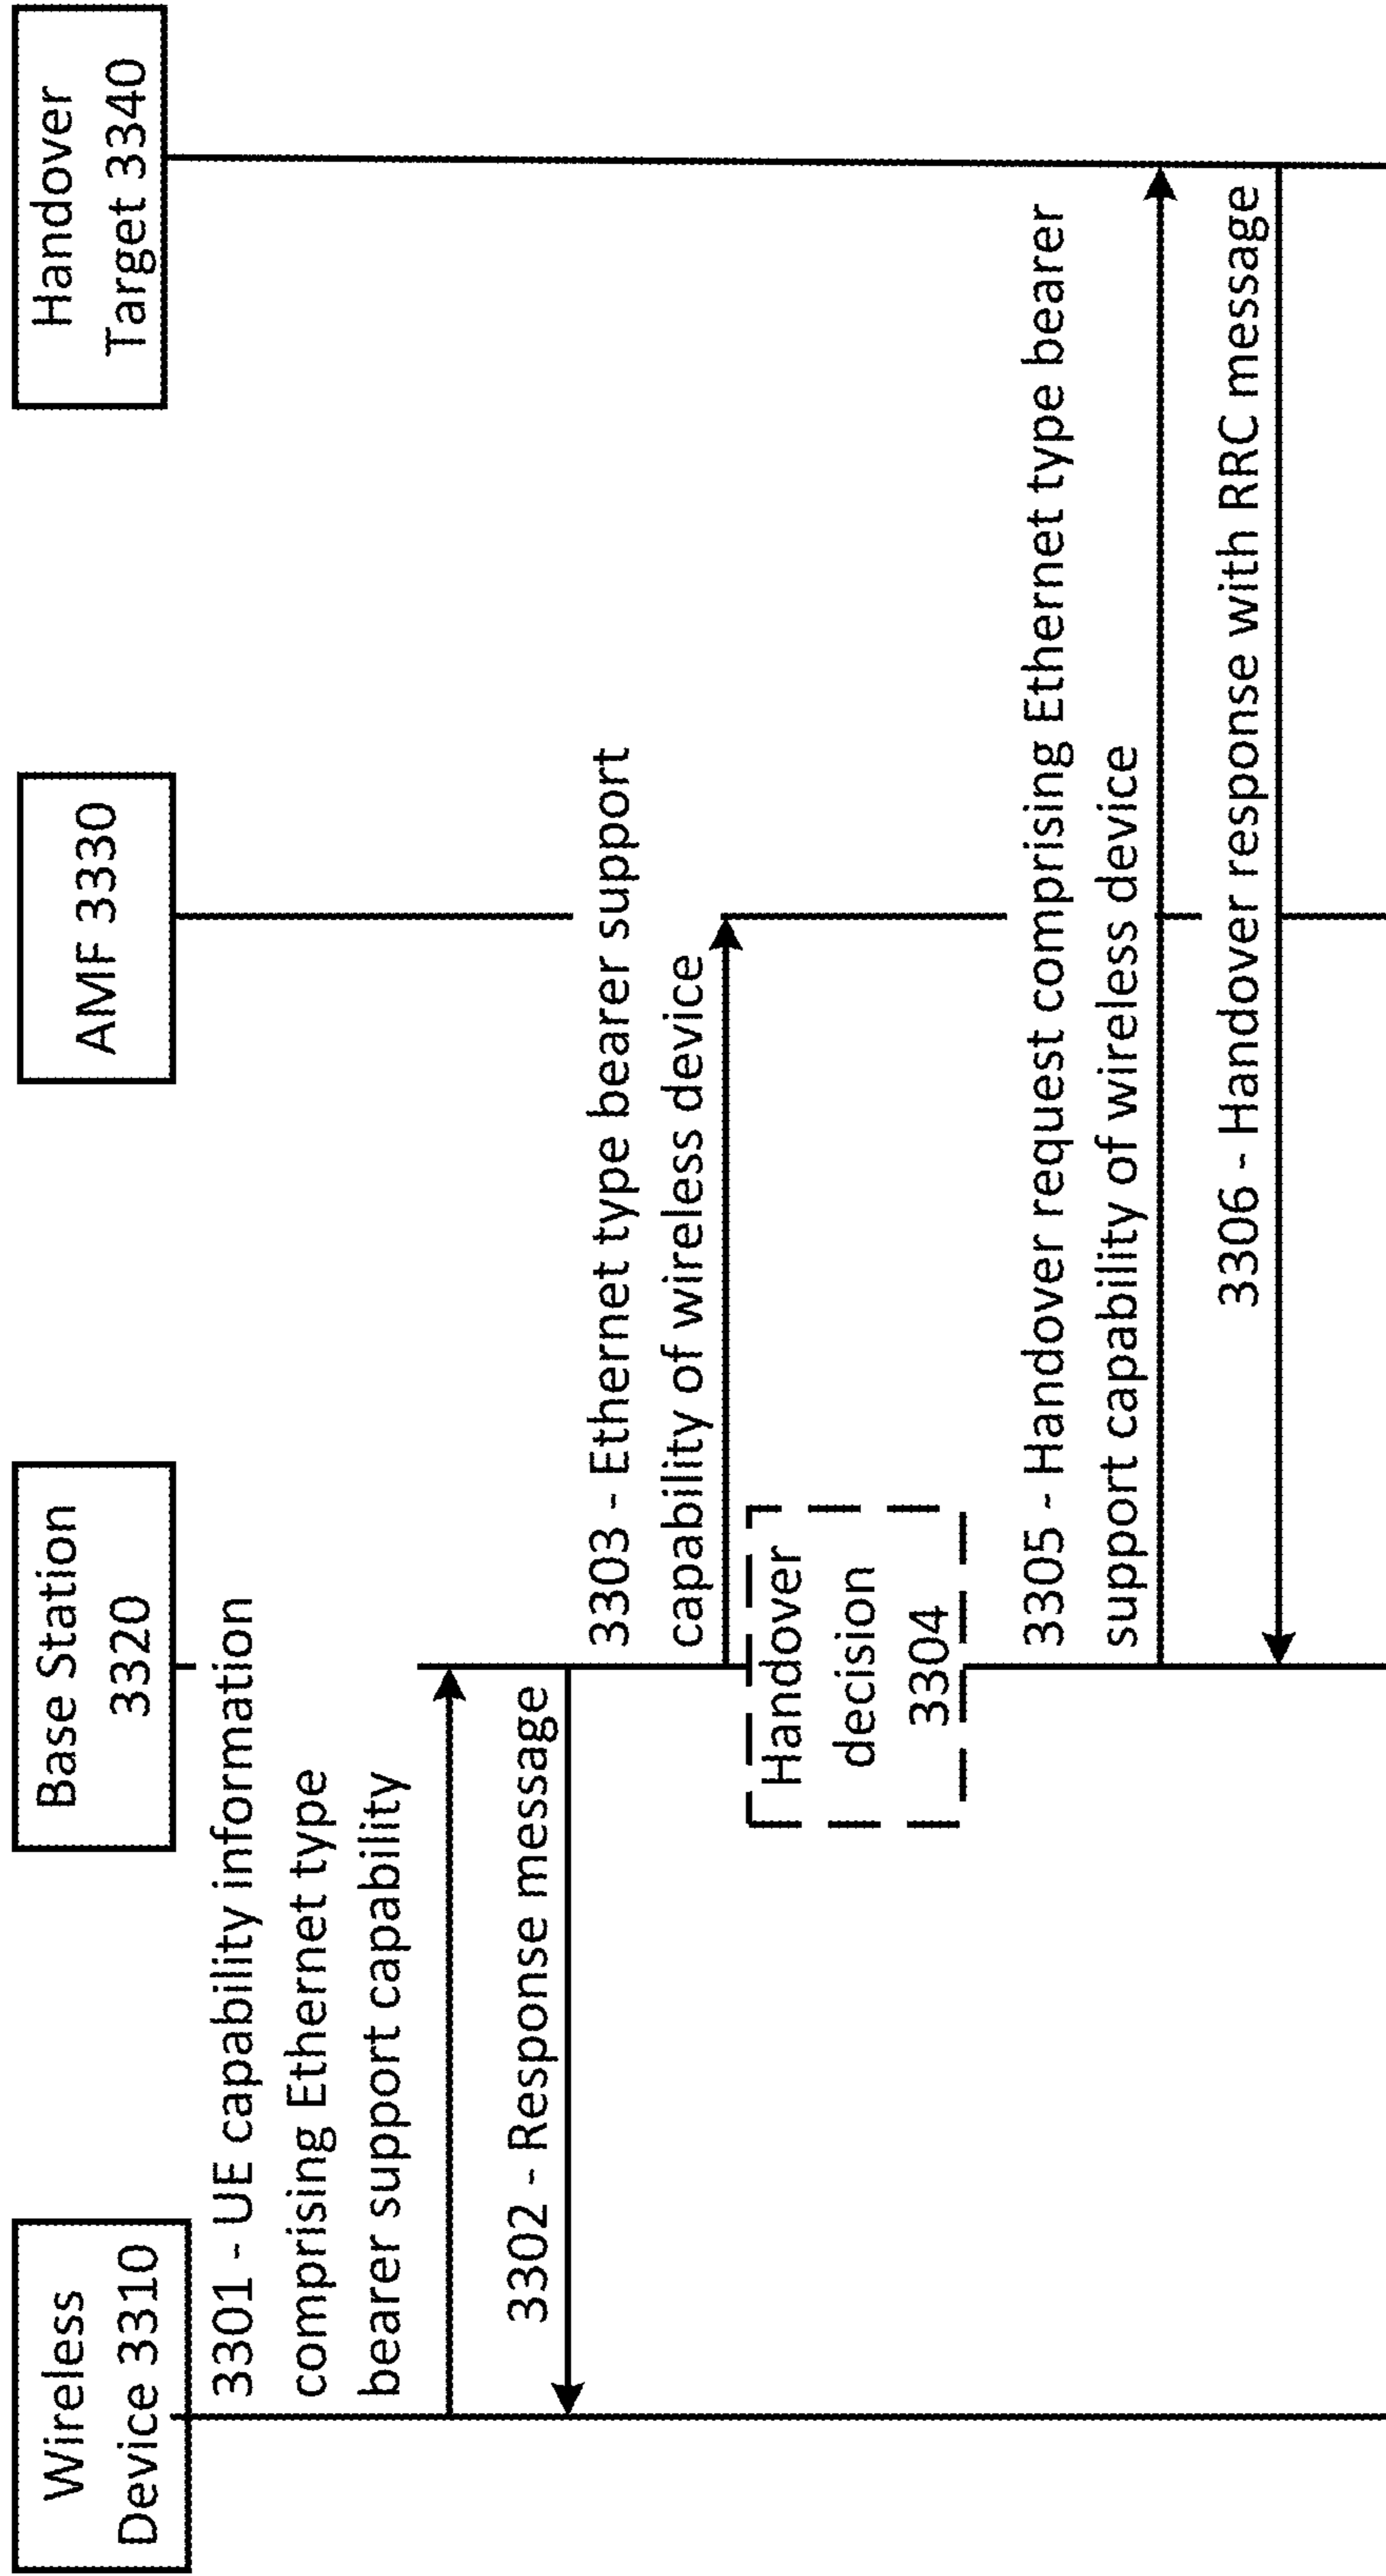 Wireless
Device 3310
Base Station
3320
AMF 3330
Handover
Target 3340
3301 - UE capability information
comprising Ethernet type
bearer support capability
3302 - Response message
3303 - Ethernet type bearer support
capability of wireless device
Handover
decision
3304
3305 - Handover request comprising Ethernet type bearer
support capability of wireless device
3306 - Handover response with RRC message